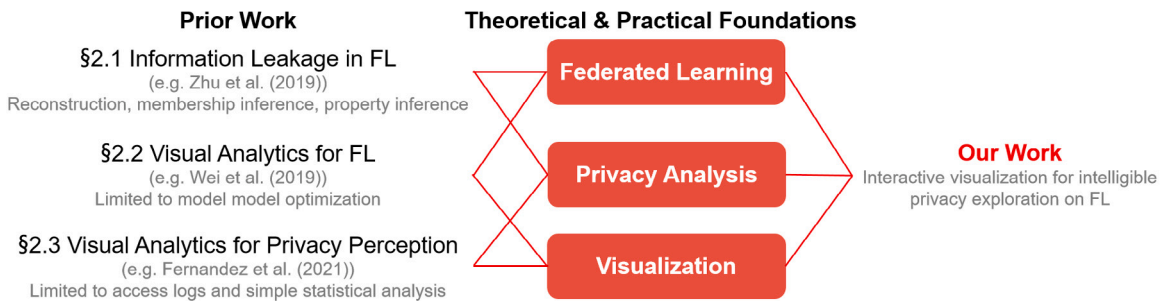 Prior Work
§2.1 Information Leakage in FL
(e.g. Zhu et al. (2019))
Reconstruction, membership inference, property inference
§2.2 Visual Analytics for FL
(e.g. Wei et al. (2019))
Limited to model model optimization
§2.3 Visual Analytics for Privacy Perception
(e.g. Fernandez et al. (2021))
Limited to access logs and simple statistical analysis
Theoretical & Practical Foundations
Federated Learning
Privacy Analysis
Visualization
Our Work
Interactive visualization for intelligible
privacy exploration on FL